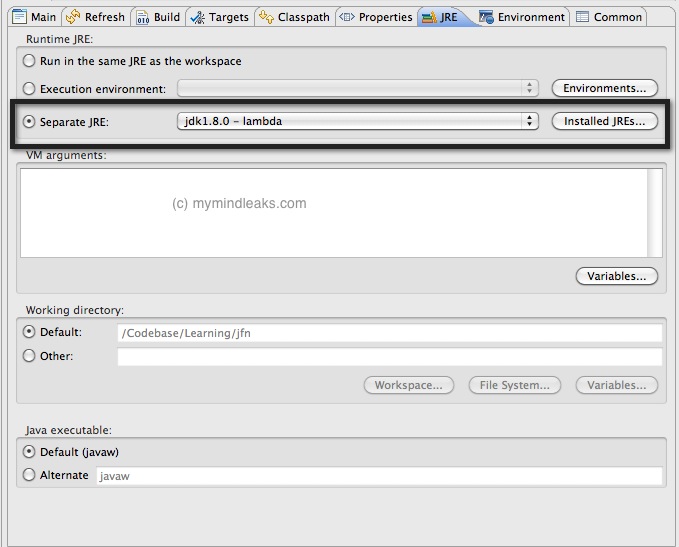 Main Refresh Build Targets Classpath Properties JRE Environment Common
Runtime JRE:
Run in the same JRE as the workspace
Execution environment: Environments...
Separate JRE: jdk1.8.0 - lambda Installed JREs...
VM arguments:
(c) mymindleaks.com
Variables...
Working directory:
Default: /Codebase/Learning/jfn
Other:
Workspace... File System... Variables...
Java executable:
Default (javaw)
Alternate javaw